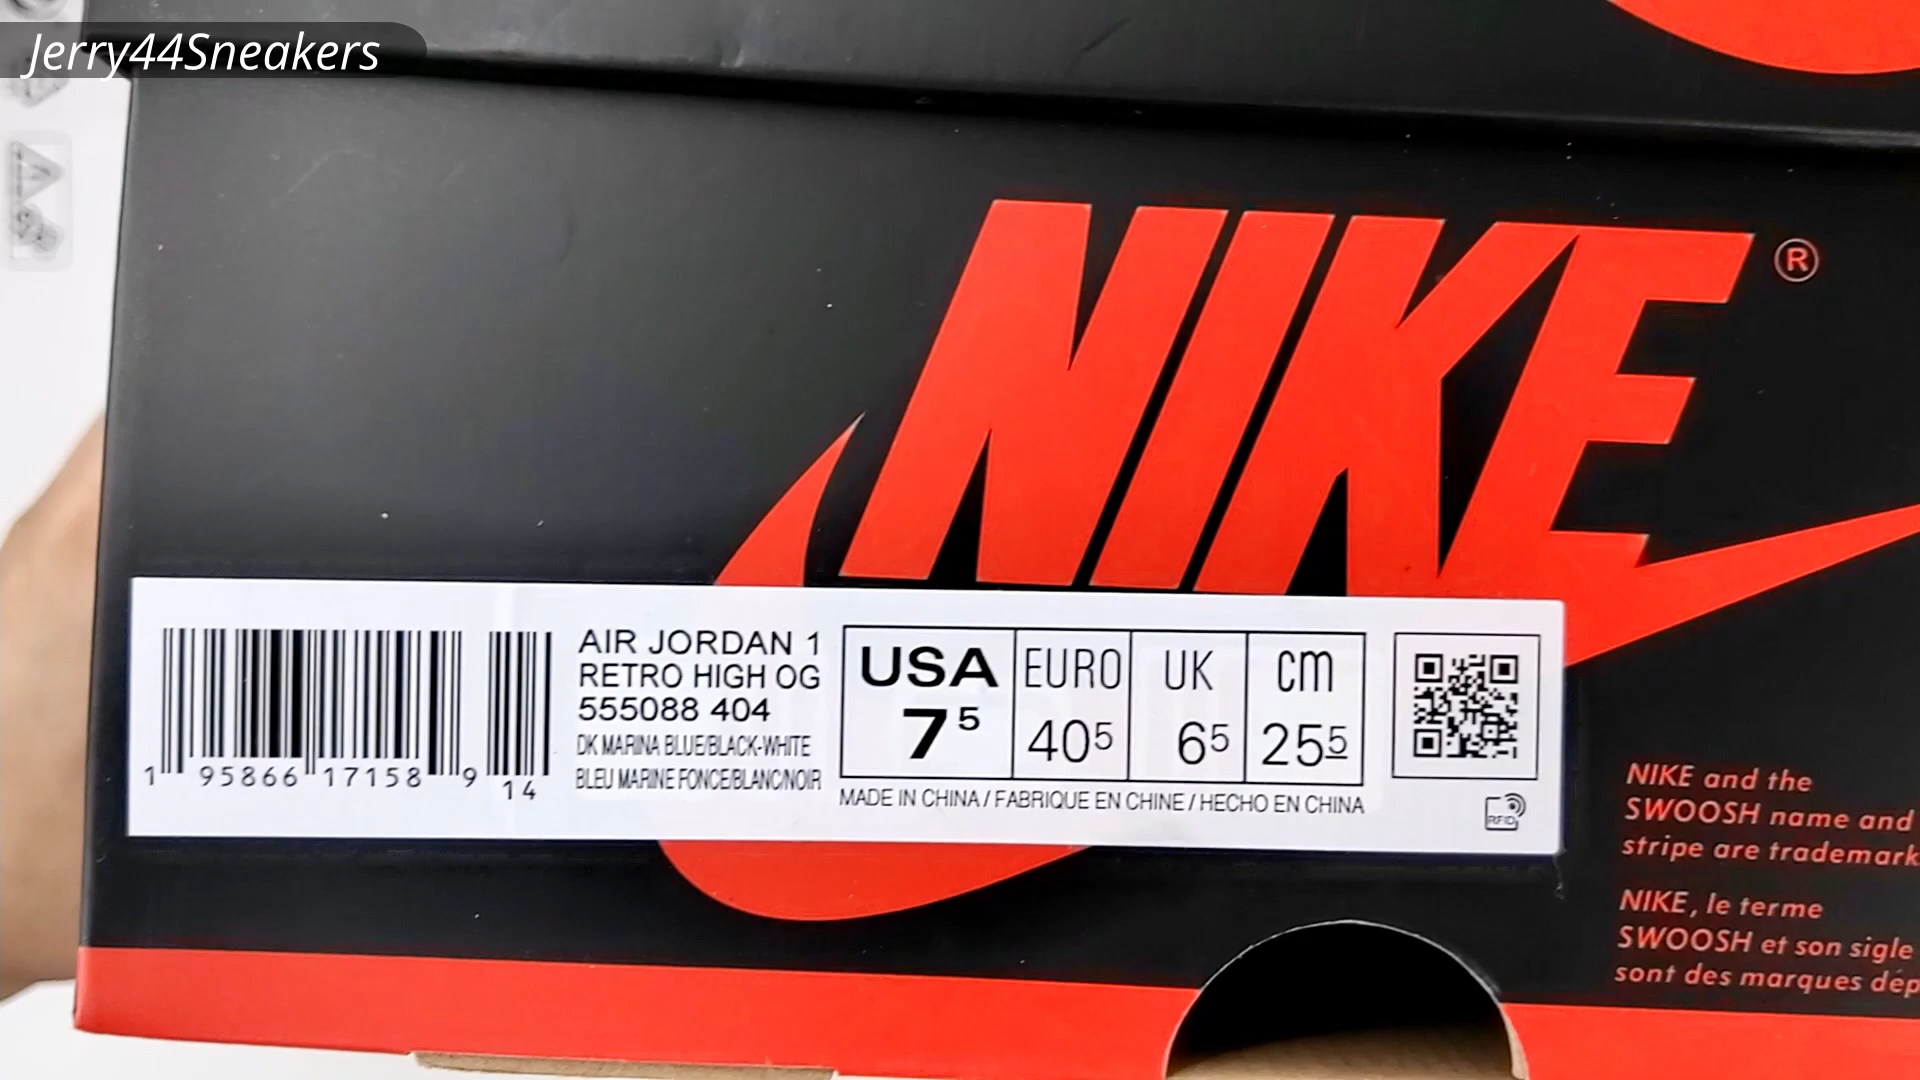 Jerry44Sneakers
NIKE®
AIR JORDAN 1
RETRO HIGH OG
555088 404
DK MARINA BLUE/BLACK-WHITE
BLEU MARINE FONCE/BLANC/NOIR
1 95866 17158 9 14
USA EURO UK cm
7⁵ 40⁵ 6⁵ 25⁵
MADE IN CHINA / FABRIQUE EN CHINE / HECHO EN CHINA
RFID
NIKE and the
SWOOSH name and
stripe are trademark
NIKE, le terme
SWOOSH et son sigle
sont des marques dép